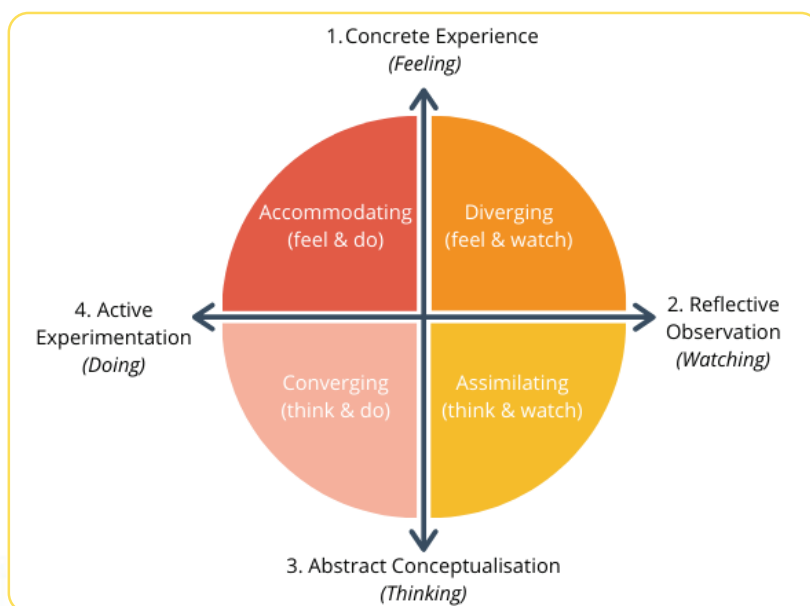 1. Concrete Experience
(Feeling)
Accommodating
(feel & do)
Diverging
(feel & watch)
4. Active
Experimentation
(Doing)
2. Reflective
Observation
(Watching)
Converging
(think & do)
Assimilating
(think & watch)
3. Abstract Conceptualisation
(Thinking)